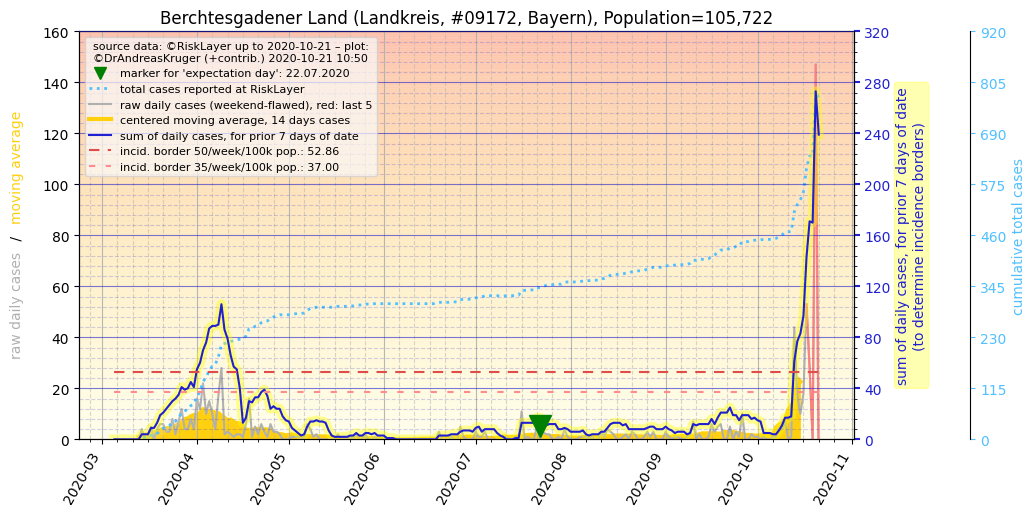 Berchtesgadener Land (Landkreis, #09172, Bayern), Population=105,722
source data: ©RiskLayer up to 2020-10-21 – plot:
©DrAndreasKruger (+contrib.) 2020-10-21 10:50
marker for 'expectation day': 22.07.2020
total cases reported at RiskLayer
raw daily cases (weekend-flawed), red: last 5
centered moving average, 14 days cases
sum of daily cases, for prior 7 days of date
incid. border 50/week/100k pop.: 52.86
incid. border 35/week/100k pop.: 37.00
raw daily cases / moving average
160
140
120
100
80
60
40
20
0
2020-03
2020-04
2020-05
2020-06
2020-07
2020-08
2020-09
2020-10
2020-11
320
280
240
200
160
120
80
40
0
sum of daily cases, for prior 7 days of date
(to determine incidence borders)
920
805
690
575
460
345
230
115
0
cumulative total cases